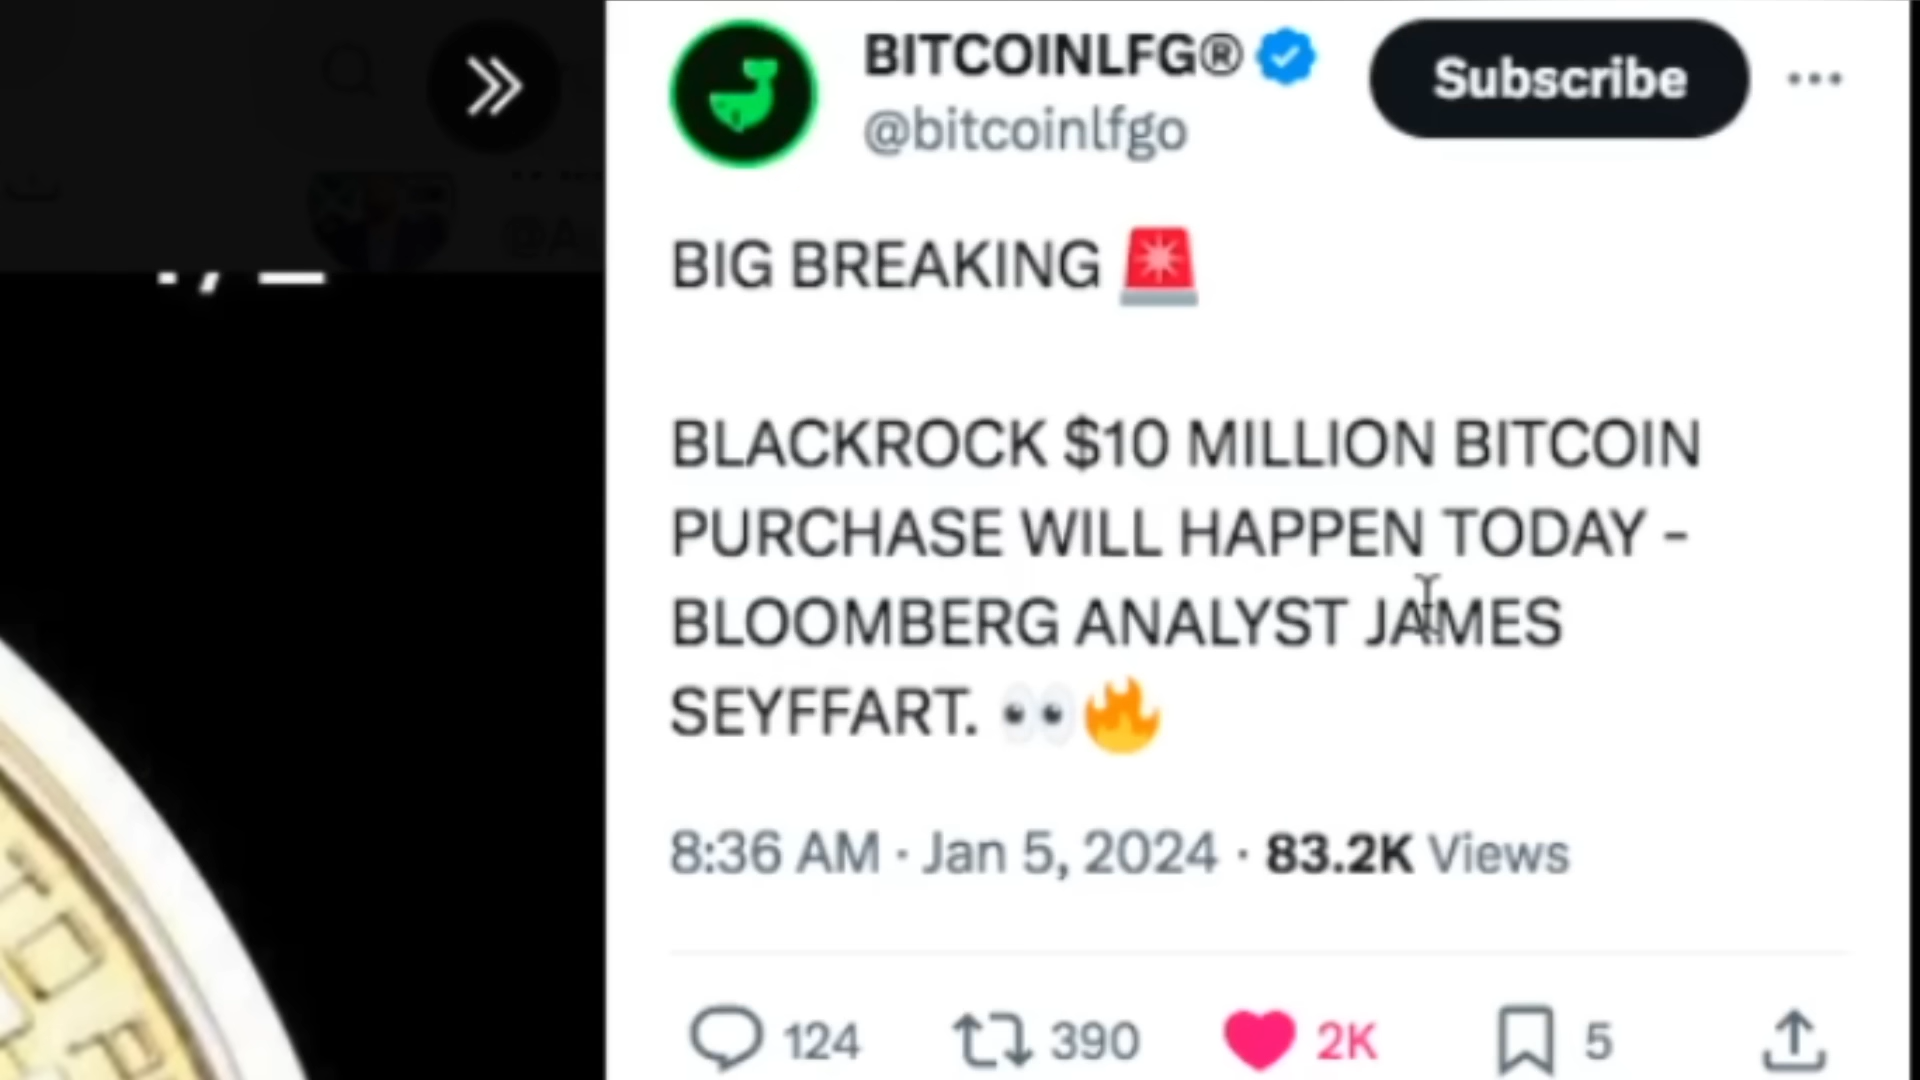 BITCOINLFG®
Subscribe
@bitcoinlfgo
BIG BREAKING 🚨
BLACKROCK $10 MILLION BITCOIN
PURCHASE WILL HAPPEN TODAY -
BLOOMBERG ANALYST JAMES
SEYFFART. 👀🔥
8:36 AM · Jan 5, 2024 · 83.2K Views
124 390 2K 5